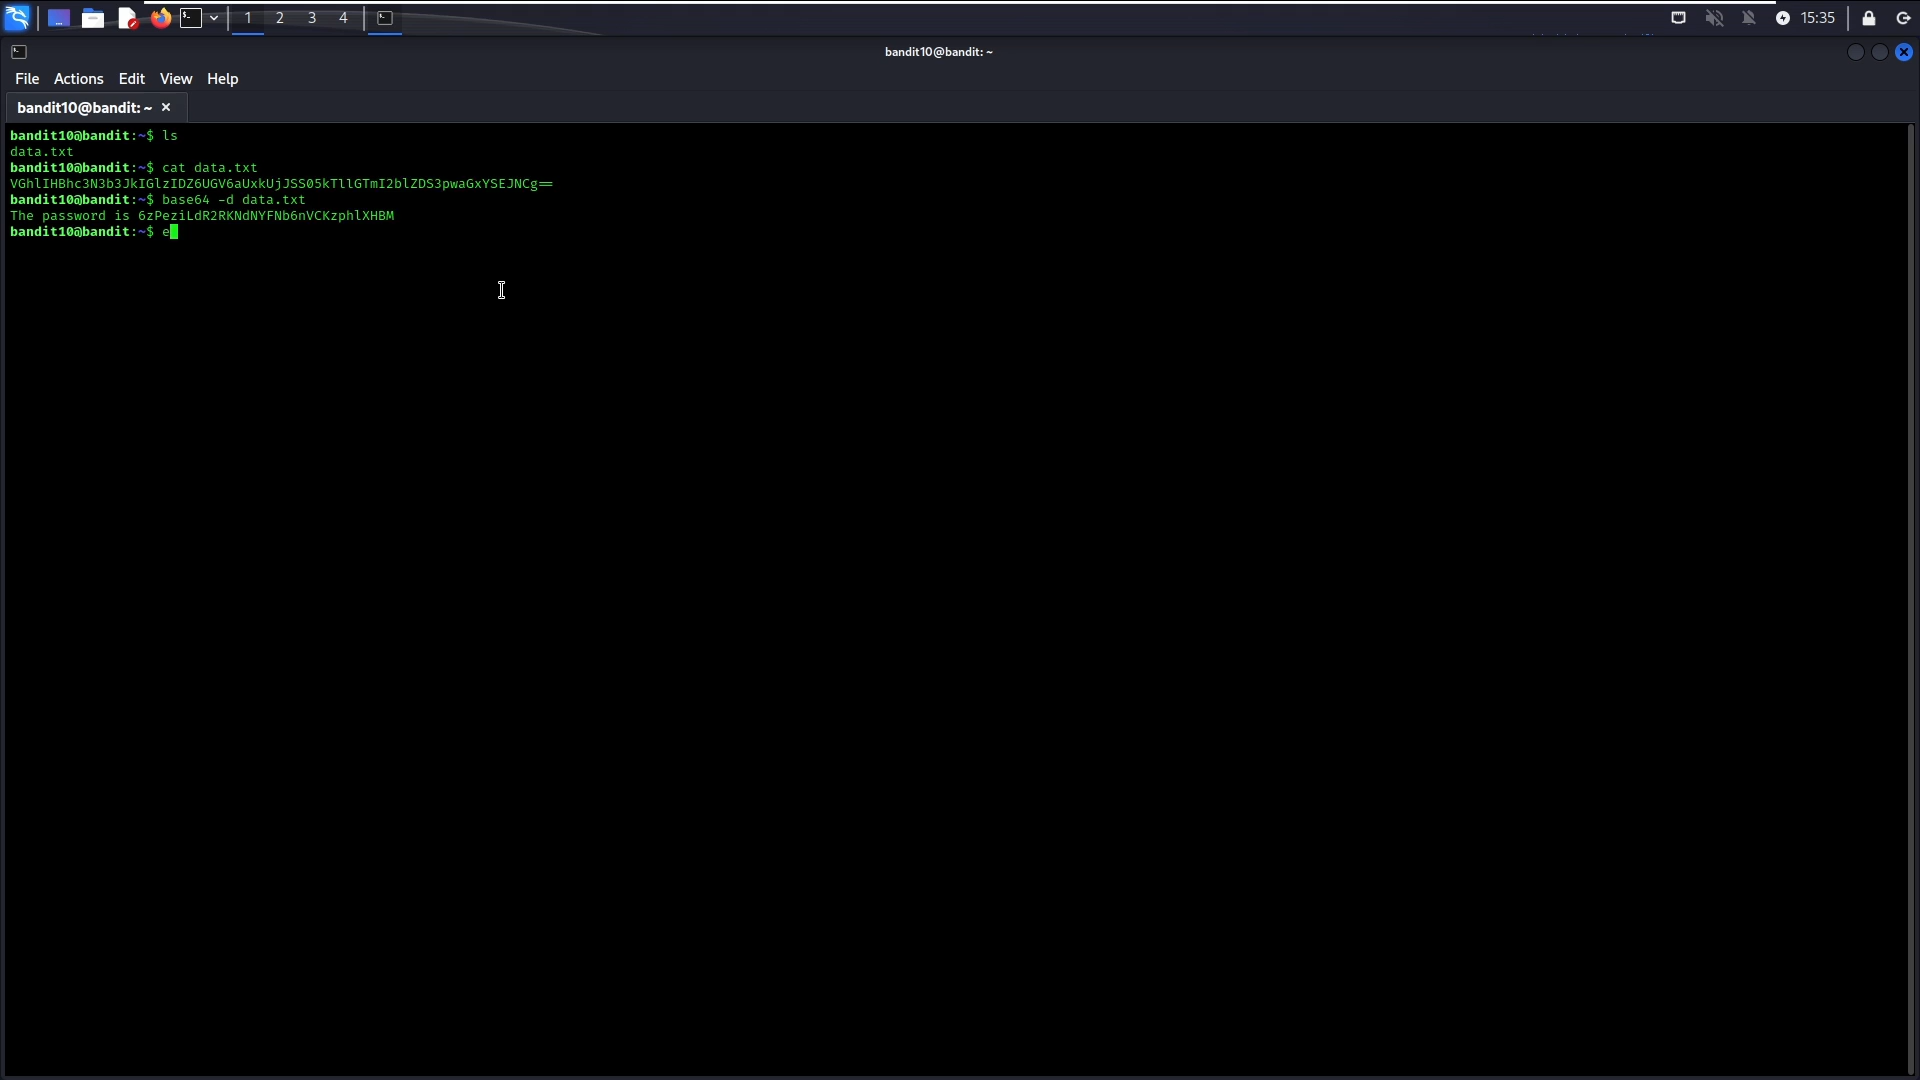 1 2 3 4 15:35
bandit10@bandit: ~
File Actions Edit View Help
bandit10@bandit: ~ ×
bandit10@bandit:~$ ls
data.txt
bandit10@bandit:~$ cat data.txt
VGhlIHBhc3N3b3JkIGlzIDZ6UGV6aUxkUjJSS05kTllGTmI2blZDS3pwaGxYSEJNCg==
bandit10@bandit:~$ base64 -d data.txt
The password is 6zPeziLdR2RKNdNYFNb6nVCKzphlXHBM
bandit10@bandit:~$ e